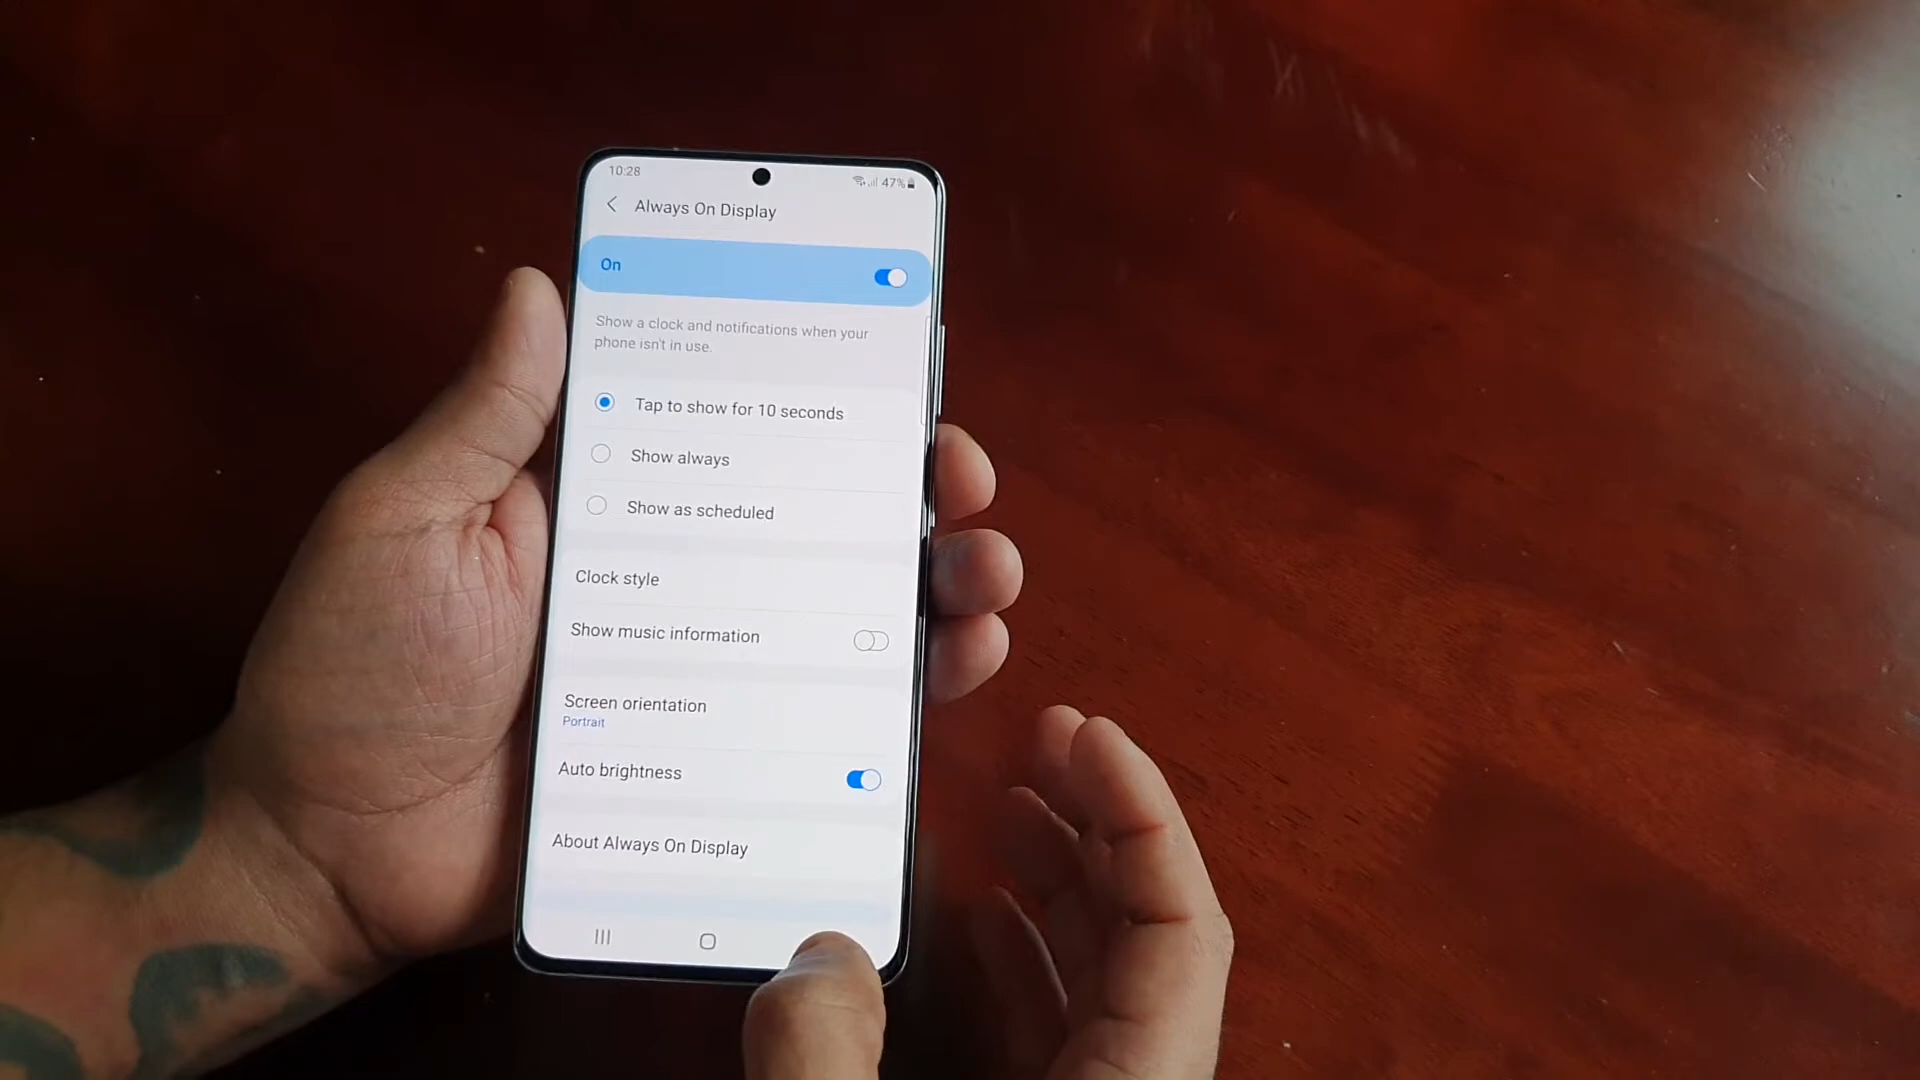 10:28
47%
Always On Display
On
Show a clock and notifications when your
phone isn't in use.
Tap to show for 10 seconds
Show always
Show as scheduled
Clock style
Show music information
Screen orientation
Portrait
Auto brightness
About Always On Display